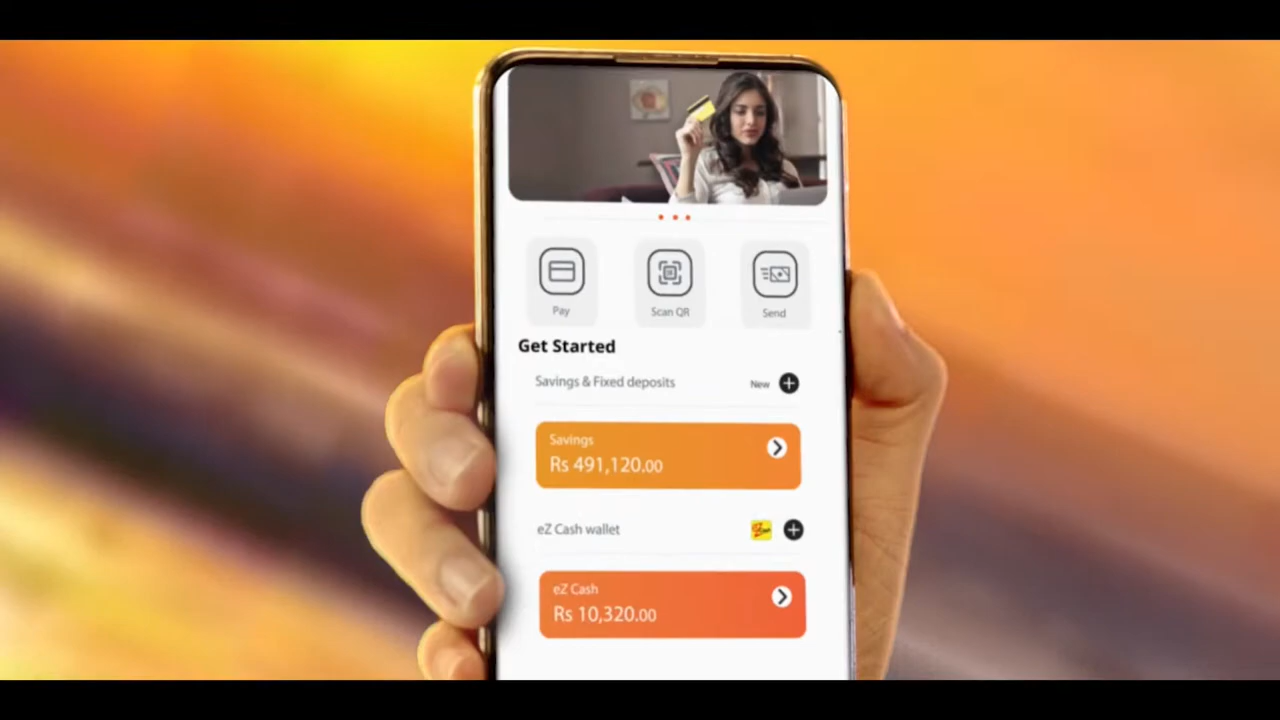 Pay
Scan QR
Send
Get Started
Savings & Fixed deposits
New
Savings
Rs 491,120.00
eZ Cash wallet
eZ Cash
Rs 10,320.00